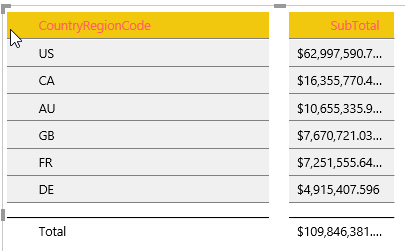 CountryRegionCode SubTotal
US $62,997,590.7...
CA $16,355,770.4...
AU $10,655,335.9...
GB $7,670,721.03...
FR $7,251,555.64...
DE $4,915,407.596
Total $109,846,381....